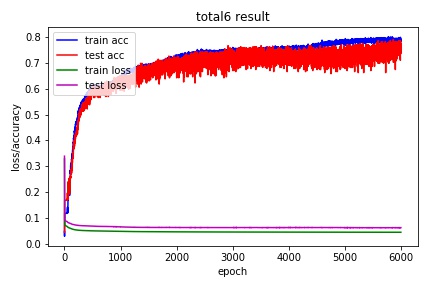 total6 result
train acc
test acc
train loss
test loss
loss/accuracy
0.8
0.7
0.6
0.5
0.4
0.3
0.2
0.1
0.0
0 1000 2000 3000 4000 5000 6000
epoch